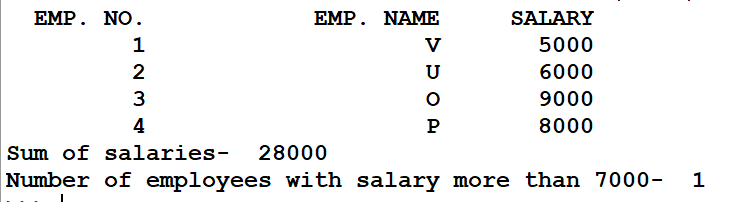 EMP. NO. EMP. NAME SALARY
1 V 5000
2 U 6000
3 O 9000
4 P 8000
Sum of salaries- 28000
Number of employees with salary more than 7000- 1